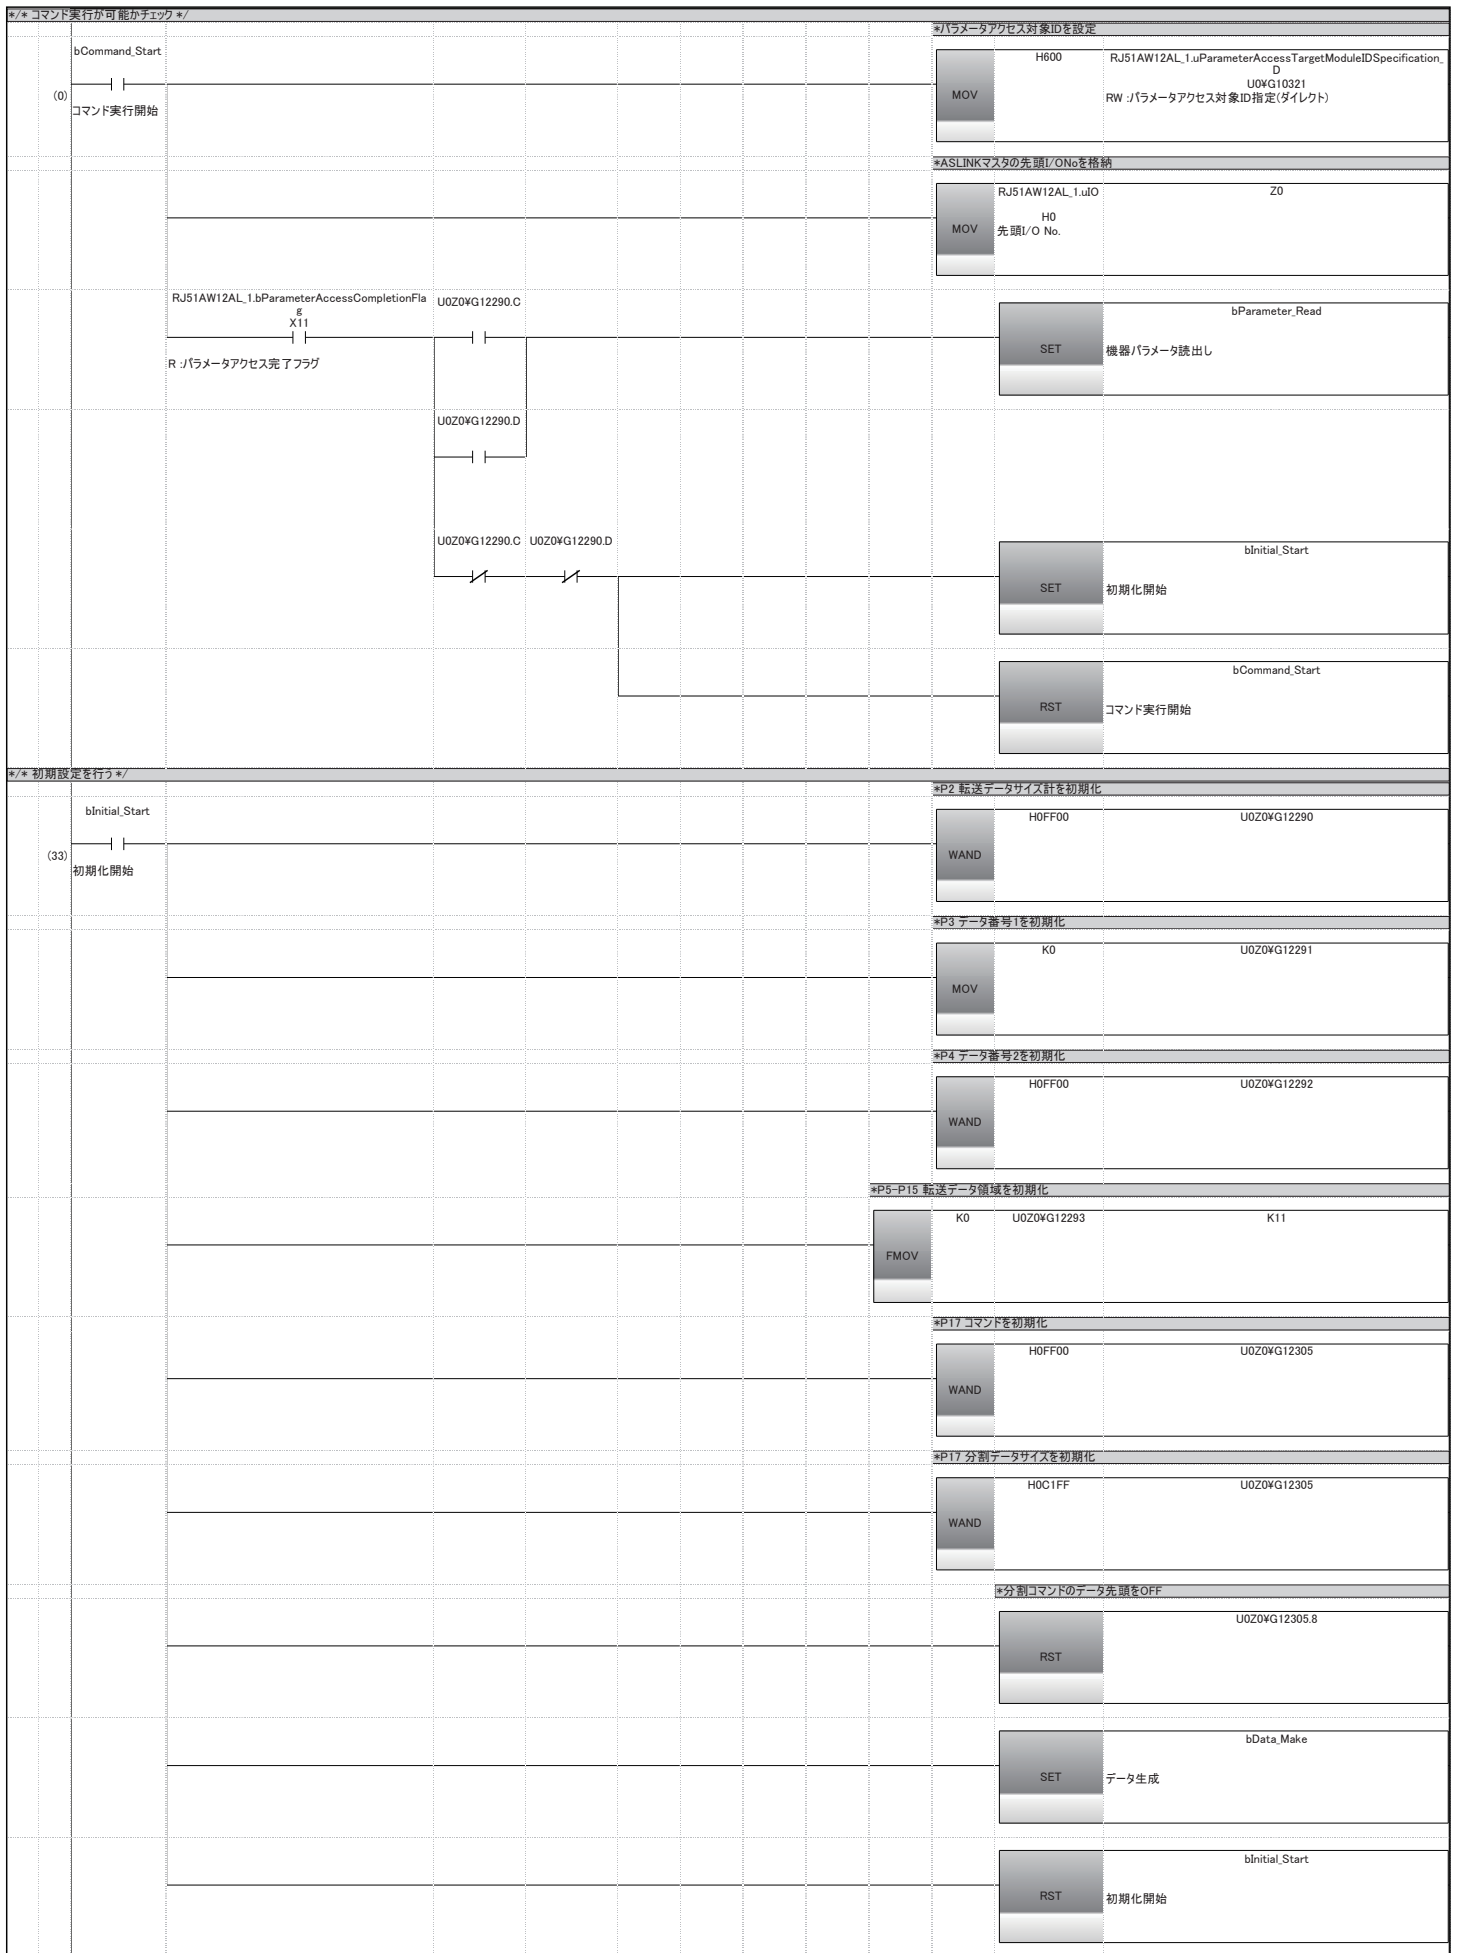 */* コマンド実行が可能かチェック */
*パラメータアクセス対象IDを設定
bCommand_Start
(0)
コマンド実行開始
MOV
H600
RJ51AW12AL_1.uParameterAccessTargetModuleIDSpecification_
D
U0¥G10321
RW :パラメータアクセス対象ID指定(ダイレクト)
*ASLINKマスタの先頭I/ONoを格納
MOV
RJ51AW12AL_1.uIO
H0
先頭I/O No.
Z0
RJ51AW12AL_1.bParameterAccessCompletionFla
g
X11
R :パラメータアクセス完了フラグ
U0Z0¥G12290.C
SET
bParameter_Read
機器パラメータ読出し
U0Z0¥G12290.D
U0Z0¥G12290.C U0Z0¥G12290.D
SET
bInitial_Start
初期化開始
RST
bCommand_Start
コマンド実行開始
*/* 初期設定を行う */
*P2 転送データサイズ計を初期化
bInitial_Start
(33)
初期化開始
WAND
H0FF00
U0Z0¥G12290
*P3 データ番号1を初期化
MOV
K0
U0Z0¥G12291
*P4 データ番号2を初期化
WAND
H0FF00
U0Z0¥G12292
*P5-P15 転送データ領域を初期化
FMOV
K0
U0Z0¥G12293
K11
*P17 コマンドを初期化
WAND
H0FF00
U0Z0¥G12305
*P17 分割データサイズを初期化
WAND
H0C1FF
U0Z0¥G12305
*分割コマンドのデータ先頭をOFF
RST
U0Z0¥G12305.8
SET
bData_Make
データ生成
RST
bInitial_Start
初期化開始